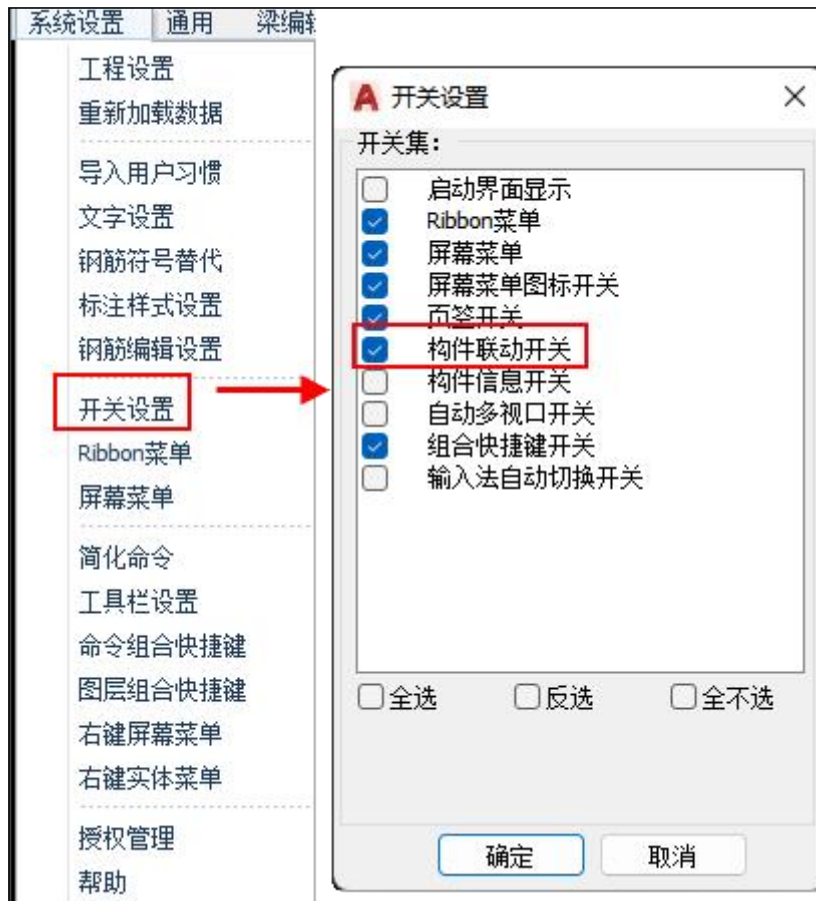 系统设置 通用 梁编辑
工程设置
重新加载数据
导入用户习惯
文字设置
钢筋符号替代
标注样式设置
钢筋编辑设置
开关设置
Ribbon菜单
屏幕菜单
简化命令
工具栏设置
命令组合快捷键
图层组合快捷键
右键屏幕菜单
右键实体菜单
授权管理
帮助
开关设置
开关集:
启动界面显示
Ribbon菜单
屏幕菜单
屏幕菜单图标开关
页签开关
构件联动开关
构件信息开关
自动多视口开关
组合快捷键开关
输入法自动切换开关
全选 反选 全不选
确定 取消